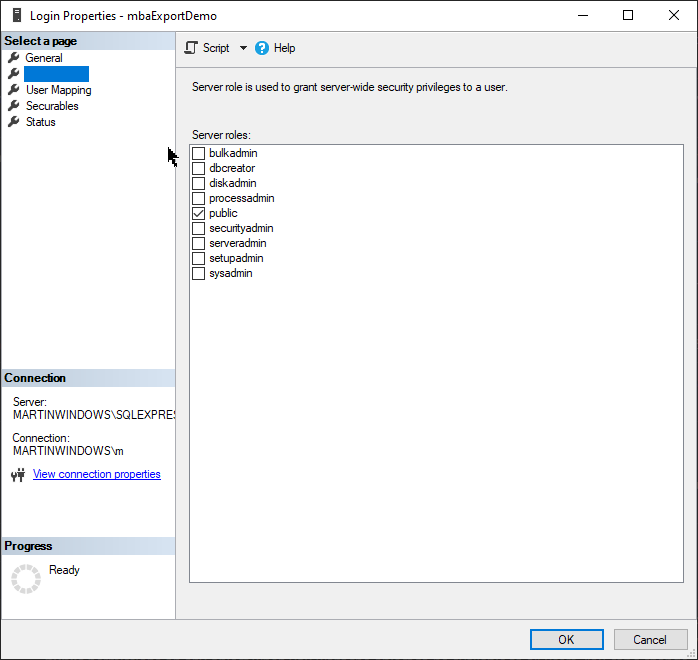 Login Properties - mbaExportDemo
Select a page
General
User Mapping
Securables
Status
Script
Help
Server role is used to grant server-wide security privileges to a user.
Server roles:
bulkadmin
dbcreator
diskadmin
processadmin
public
securityadmin
serveradmin
setupadmin
sysadmin
Connection
Server:
MARTINWINDOWS\SQLEXPRES
Connection:
MARTINWINDOWS\m
View connection properties
Progress
Ready
OK
Cancel